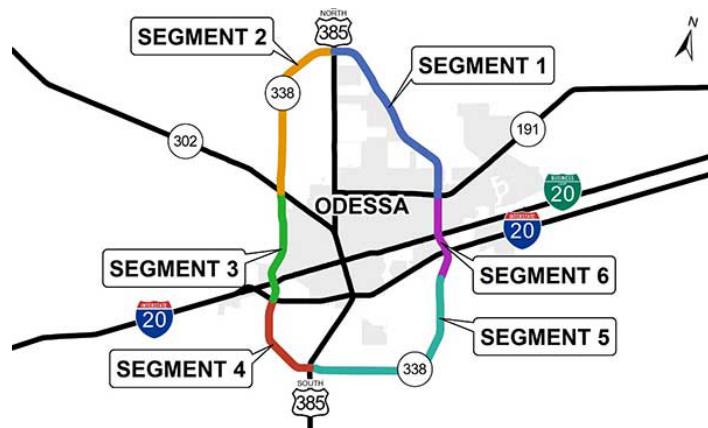 NORTH
385
N
SEGMENT 2
SEGMENT 1
338
302
191
ODESSA
BUSINESS
20
INTERSTATE
20
SEGMENT 3
SEGMENT 6
INTERSTATE
20
SEGMENT 5
SEGMENT 4
338
SOUTH
385